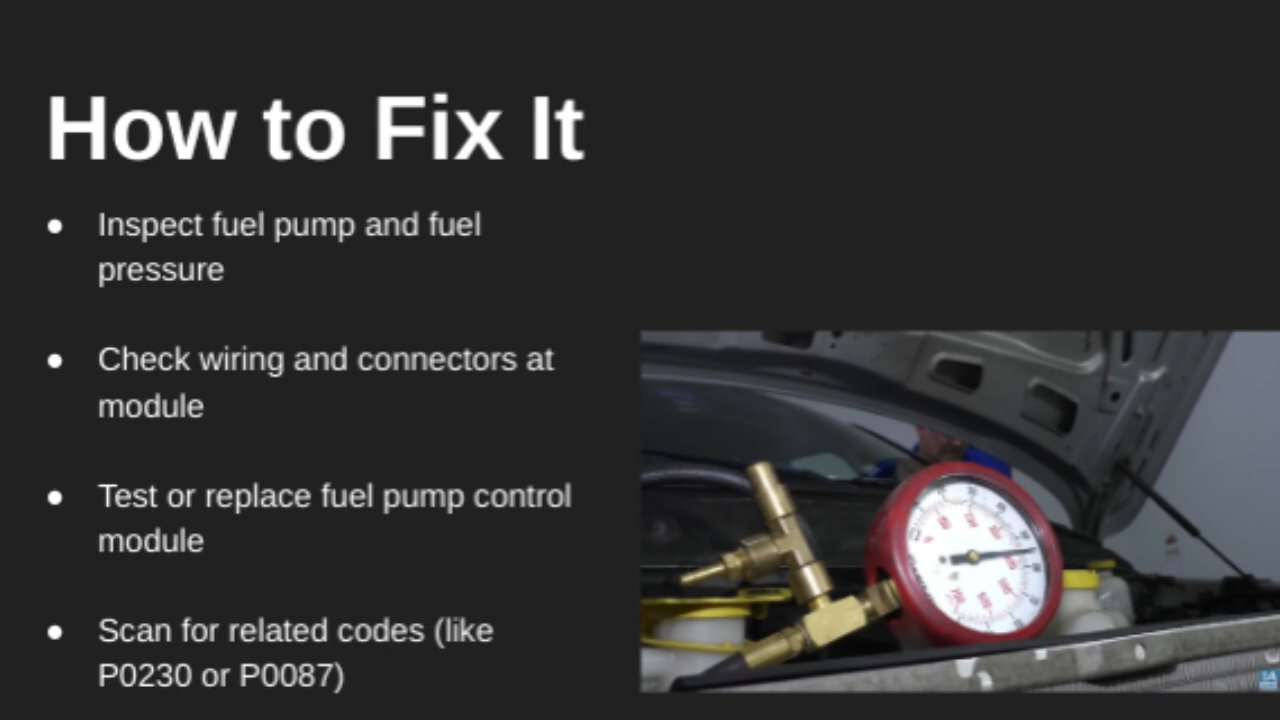 How to Fix It
● Inspect fuel pump and fuel
pressure
● Check wiring and connectors at
module
● Test or replace fuel pump control
module
● Scan for related codes (like
P0230 or P0087)